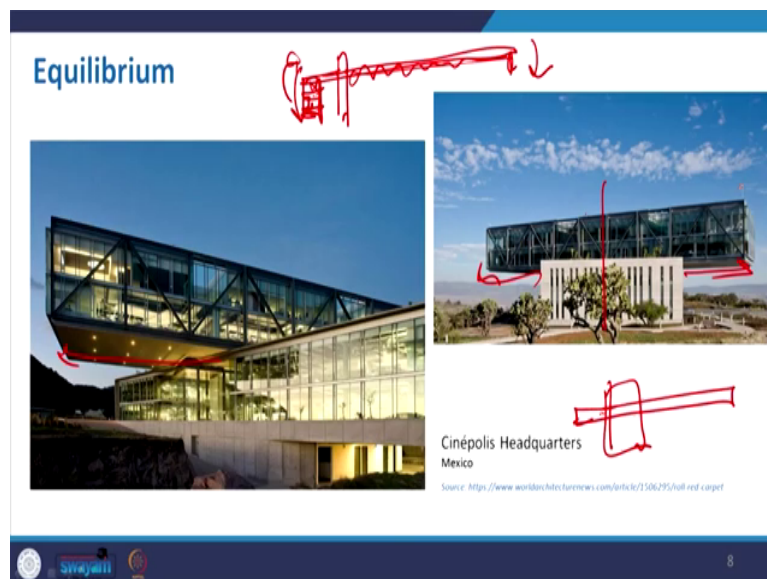 Equilibrium
Cinépolis Headquarters
Mexico
Source: https://www.worldarchitecturenews.com/article/1506295/roll-red-carpet
swayam
8